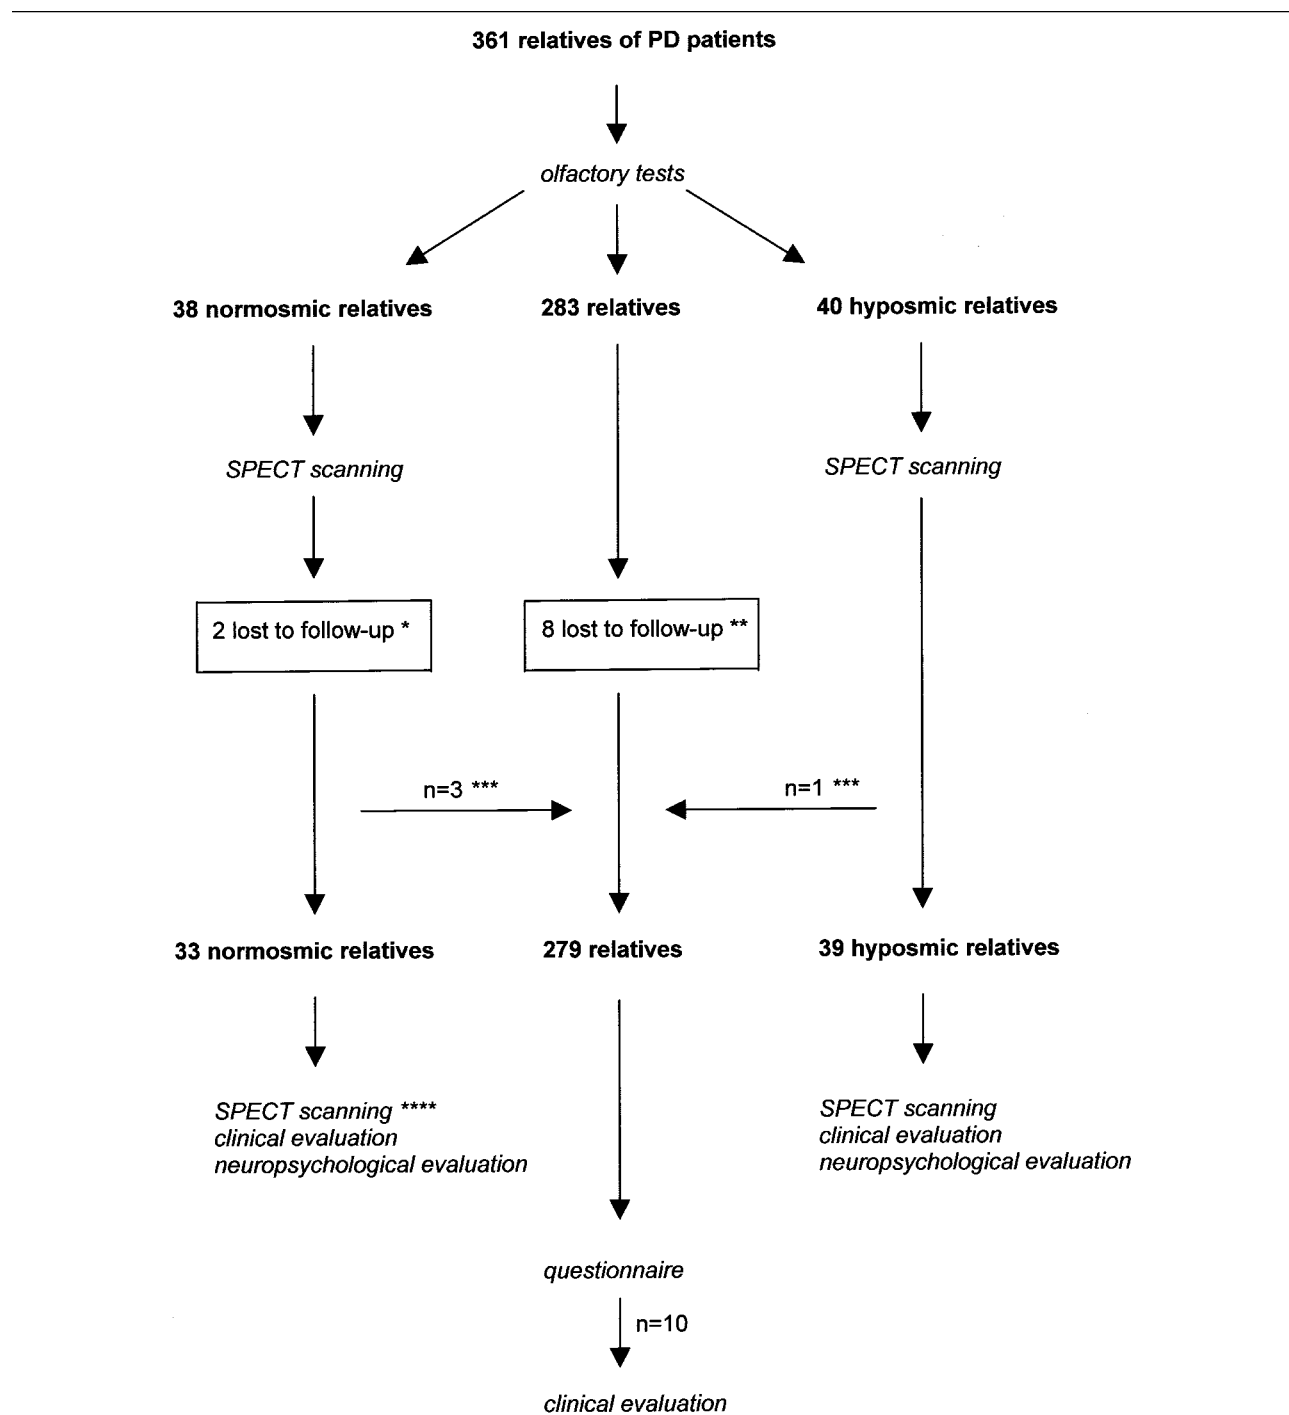 361 relatives of PD patients
olfactory tests
38 normosmic relatives
283 relatives
40 hyposmic relatives
SPECT scanning
SPECT scanning
2 lost to follow-up *
8 lost to follow-up **
n=3 ***
n=1 ***
33 normosmic relatives
279 relatives
39 hyposmic relatives
SPECT scanning ****
clinical evaluation
neuropsychological evaluation
SPECT scanning
clinical evaluation
neuropsychological evaluation
questionnaire
n=10
clinical evaluation